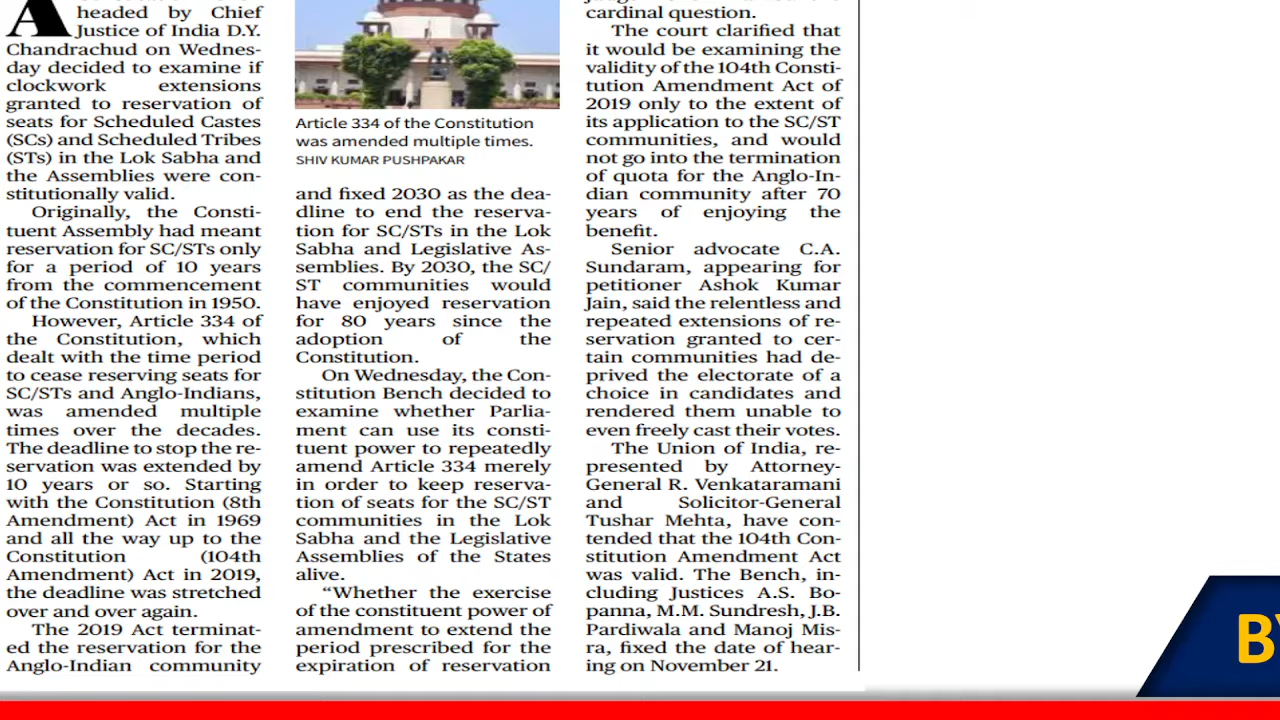 A
headed by Chief
Justice of India D.Y.
Chandrachud on Wednes-
day decided to examine if
clockwork extensions
granted to reservation of
seats for Scheduled Castes
(SCs) and Scheduled Tribes
(STs) in the Lok Sabha and
the Assemblies were con-
stitutionally valid.
Originally, the Consti-
tuent Assembly had meant
reservation for SC/STs only
for a period of 10 years
from the commencement
of the Constitution in 1950.
However, Article 334 of
the Constitution, which
dealt with the time period
to cease reserving seats for
SC/STs and Anglo-Indians,
was amended multiple
times over the decades.
The deadline to stop the re-
servation was extended by
10 years or so. Starting
with the Constitution (8th
Amendment) Act in 1969
and all the way up to the
Constitution (104th
Amendment) Act in 2019,
the deadline was stretched
over and over again.
The 2019 Act terminat-
ed the reservation for the
Anglo-Indian community
Article 334 of the Constitution
was amended multiple times.
SHIV KUMAR PUSHPAKAR
and fixed 2030 as the dea-
dline to end the reserva-
tion for SC/STs in the Lok
Sabha and Legislative As-
semblies. By 2030, the SC/
ST communities would
have enjoyed reservation
for 80 years since the
adoption of the
Constitution.
On Wednesday, the Con-
stitution Bench decided to
examine whether Parlia-
ment can use its consti-
tuent power to repeatedly
amend Article 334 merely
in order to keep reserva-
tion of seats for the SC/ST
communities in the Lok
Sabha and the Legislative
Assemblies of the States
alive.
“Whether the exercise
of the constituent power of
amendment to extend the
period prescribed for the
expiration of reservation
cardinal question.
The court clarified that
it would be examining the
validity of the 104th Consti-
tution Amendment Act of
2019 only to the extent of
its application to the SC/ST
communities, and would
not go into the termination
of quota for the Anglo-In-
dian community after 70
years of enjoying the
benefit.
Senior advocate C.A.
Sundaram, appearing for
petitioner Ashok Kumar
Jain, said the relentless and
repeated extensions of re-
servation granted to cer-
tain communities had de-
prived the electorate of a
choice in candidates and
rendered them unable to
even freely cast their votes.
The Union of India, re-
presented by Attorney-
General R. Venkataramani
and Solicitor-General
Tushar Mehta, have con-
tended that the 104th Con-
stitution Amendment Act
was valid. The Bench, in-
cluding Justices A.S. Bo-
panna, M.M. Sundresh, J.B.
Pardiwala and Manoj Mis-
ra, fixed the date of hear-
ing on November 21.